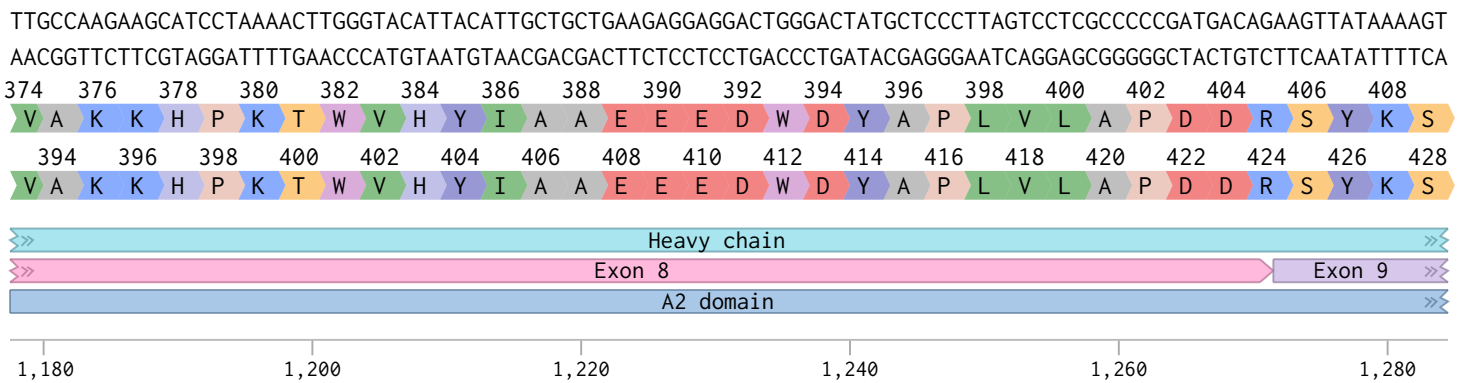 TTGCCAAGAAGCATCCTAAAACTTGGGTACATTACATTGCTGCTGAAGAGGAGGACTGGGACTATGCTCCCTTAGTCCTCGCCCCCGATGACAGAAGTTATAAAAGT
AACGGTTCTTCGTAGGATTTTGAACCCATGTAATGTAACGACGACTTCTCCTCCTGACCCTGATACGAGGGAATCAGGAGCGGGGGCTACTGTCTTCAATATTTTCA
374 376 378 380 382 384 386 388 390 392 394 396 398 400 402 404 406 408
V A K K H P K T W V H Y I A A E E E D W D Y A P L V L A P D D R S Y K S
394 396 398 400 402 404 406 408 410 412 414 416 418 420 422 424 426 428
V A K K H P K T W V H Y I A A E E E D W D Y A P L V L A P D D R S Y K S
Heavy chain
Exon 8 Exon 9
A2 domain
1,180 1,200 1,220 1,240 1,260 1,280